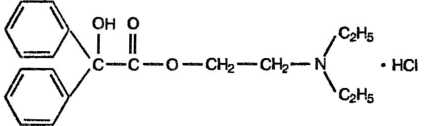 OH O
C₂H₅
C—C—O—CH₂—CH₂—N • HCl
C₂H₅